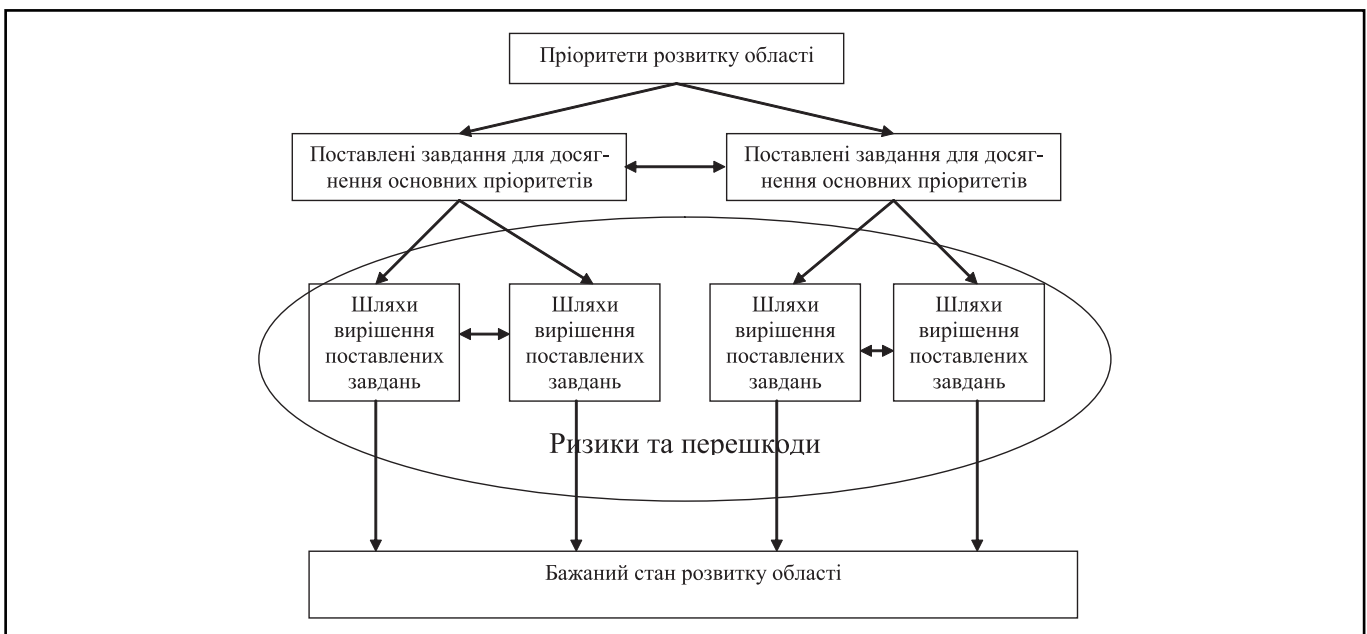 Пріоритети розвитку області
Поставлені завдання для досяг-
нення основних пріоритетів
Поставлені завдання для досяг-
нення основних пріоритетів
Шляхи
вирішення
поставлених
завдань
Шляхи
вирішення
поставлених
завдань
Шляхи
вирішення
поставлених
завдань
Шляхи
вирішення
поставлених
завдань
Ризики та перешкоди
Бажаний стан розвитку області